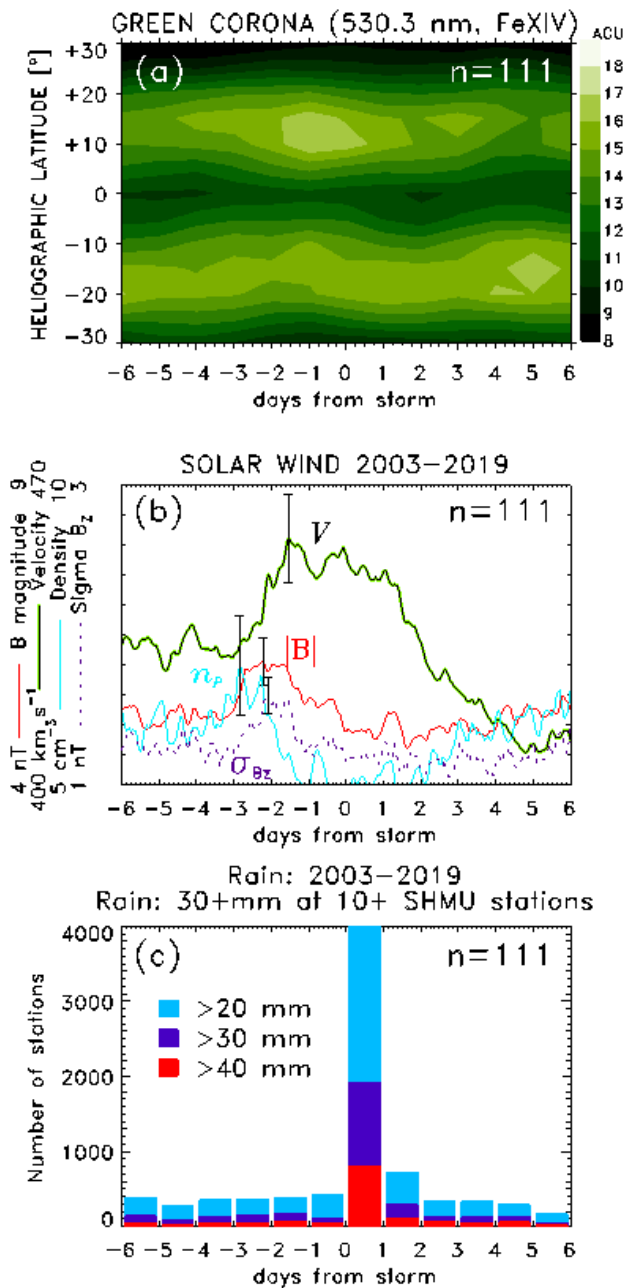 GREEN CORONA (530.3 nm, FeXIV)
ACU
(a) n=111
HELIOGRAPHIC LATITUDE [°]
+30
+20
+10
0
-10
-20
-30
18
17
16
15
14
13
12
11
10
9
8
-6 -5 -4 -3 -2 -1 0 1 2 3 4 5 6
days from storm
SOLAR WIND 2003-2019
(b) n=111
4 nT B magnitude 9
400 km s⁻¹ Velocity 470
5 cm⁻³ Density 10
1 nT Sigma Bz 3
V
|B|
nₚ
σBz
-6 -5 -4 -3 -2 -1 0 1 2 3 4 5 6
days from storm
Rain: 2003-2019
Rain: 30+mm at 10+ SHMU stations
(c) n=111
Number of stations
4000
3000
2000
1000
0
>20 mm
>30 mm
>40 mm
-6 -5 -4 -3 -2 -1 0 1 2 3 4 5 6
days from storm